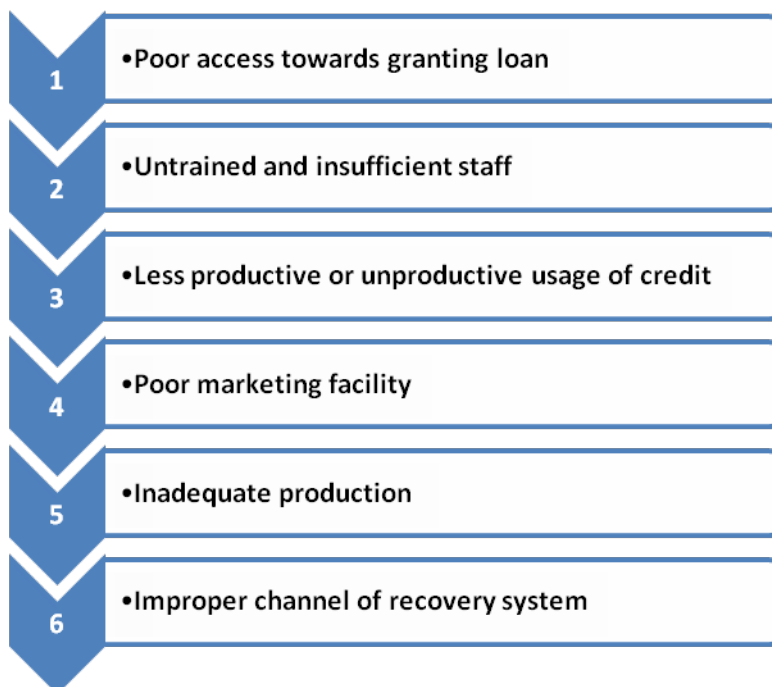 1
•Poor access towards granting loan
2
•Untrained and insufficient staff
3
•Less productive or unproductive usage of credit
4
•Poor marketing facility
5
•Inadequate production
6
•Improper channel of recovery system